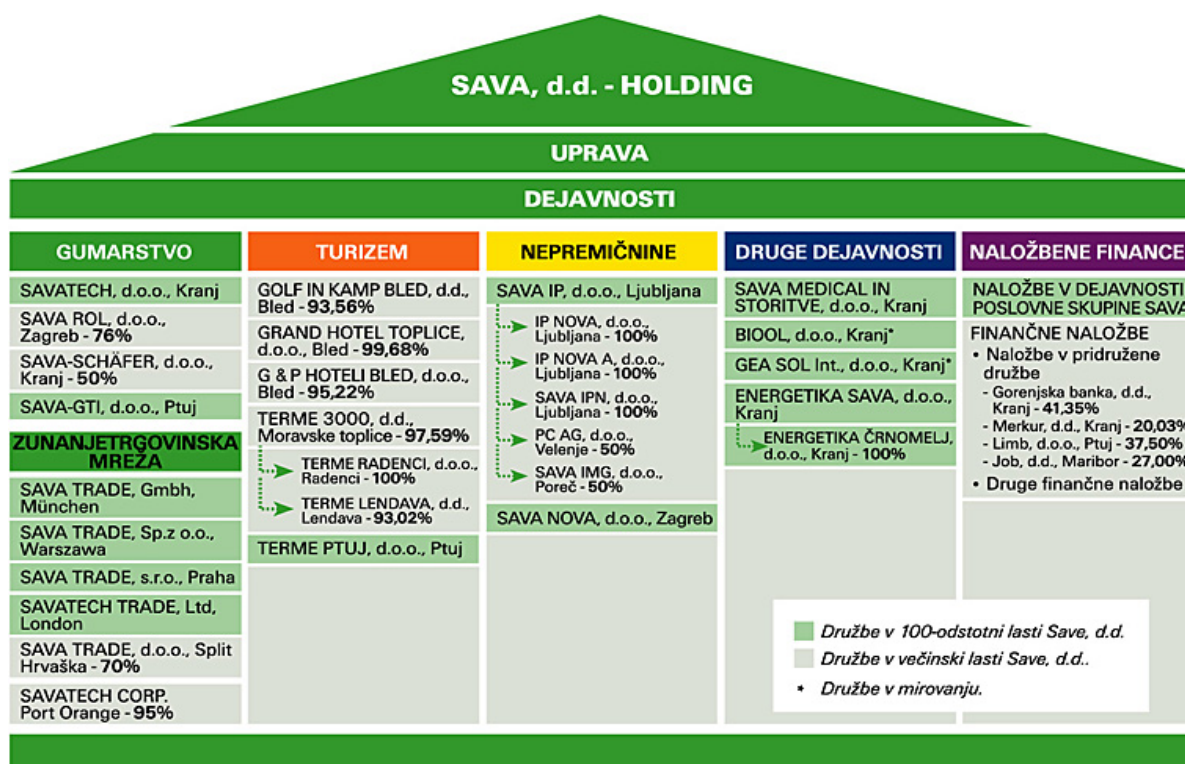 SAVA, d.d. - HOLDING
UPRAVA
DEJAVNOSTI
GUMARSTVO
SAVATECH, d.o.o., Kranj
SAVA ROL, d.o.o.,
Zagreb - 76%
SAVA-SCHÄFER, d.o.o.,
Kranj - 50%
SAVA-GTI, d.o.o., Ptuj
ZUNANJETRGOVINSKA
MREŽA
SAVA TRADE, Gmbh,
München
SAVA TRADE, Sp.z o.o.,
Warszawa
SAVA TRADE, s.r.o., Praha
SAVATECH TRADE, Ltd,
London
SAVA TRADE, d.o.o., Split
Hrvaška - 70%
SAVATECH CORP.
Port Orange - 95%
TURIZEM
GOLF IN KAMP BLED, d.d.,
Bled - 93,56%
GRAND HOTEL TOPLICE,
d.o.o., Bled - 99,68%
G & P HOTELI BLED, d.o.o.,
Bled - 95,22%
TERME 3000, d.d.,
Moravske toplice - 97,59%
TERME RADENCI, d.o.o.,
Radenci - 100%
TERME LENDAVA, d.d.,
Lendava - 93,02%
TERME PTUJ, d.o.o., Ptuj
NEPREMIČNINE
SAVA IP, d.o.o., Ljubljana
IP NOVA, d.o.o.,
Ljubljana - 100%
IP NOVA A, d.o.o.,
Ljubljana - 100%
SAVA IPN, d.o.o.,
Ljubljana - 100%
PC AG, d.o.o.,
Velenje - 50%
SAVA IMG, d.o.o.,
Poreč - 50%
SAVA NOVA, d.o.o., Zagreb
DRUGE DEJAVNOSTI
SAVA MEDICAL IN
STORITVE, d.o.o., Kranj
BIOOL, d.o.o., Kranj*
GEA SOL Int., d.o.o., Kranj*
ENERGETIKA SAVA, d.o.o.,
Kranj
ENERGETIKA ČRNOMELJ,
d.o.o., Kranj - 100%
NALOŽBENE FINANCE
NALOŽBE V DEJAVNOSTI
POSLOVNE SKUPINE SAVA
FINANČNE NALOŽBE
• Naložbe v pridružene
družbe
- Gorenjska banka, d.d.,
Kranj - 41,35%
- Merkur, d.d., Kranj - 20,03%
- Limb, d.o.o., Ptuj - 37,50%
- Job, d.d., Maribor - 27,00%
• Druge finančne naložbe
Družbe v 100-odstotni lasti Save, d.d.
Družbe v večinski lasti Save, d.d..
* Družbe v mirovanju.